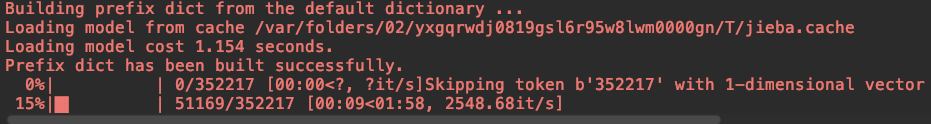 Building prefix dict from the default dictionary ...
Loading model from cache /var/folders/02/yxgqrwdj0819gsl6r95w8lwm0000gn/T/jieba.cache
Loading model cost 1.154 seconds.
Prefix dict has been built successfully.
0%| | 0/352217 [00:00<?, ?it/s]Skipping token b'352217' with 1-dimensional vector
15%|█ | 51169/352217 [00:09<01:58, 2548.68it/s]